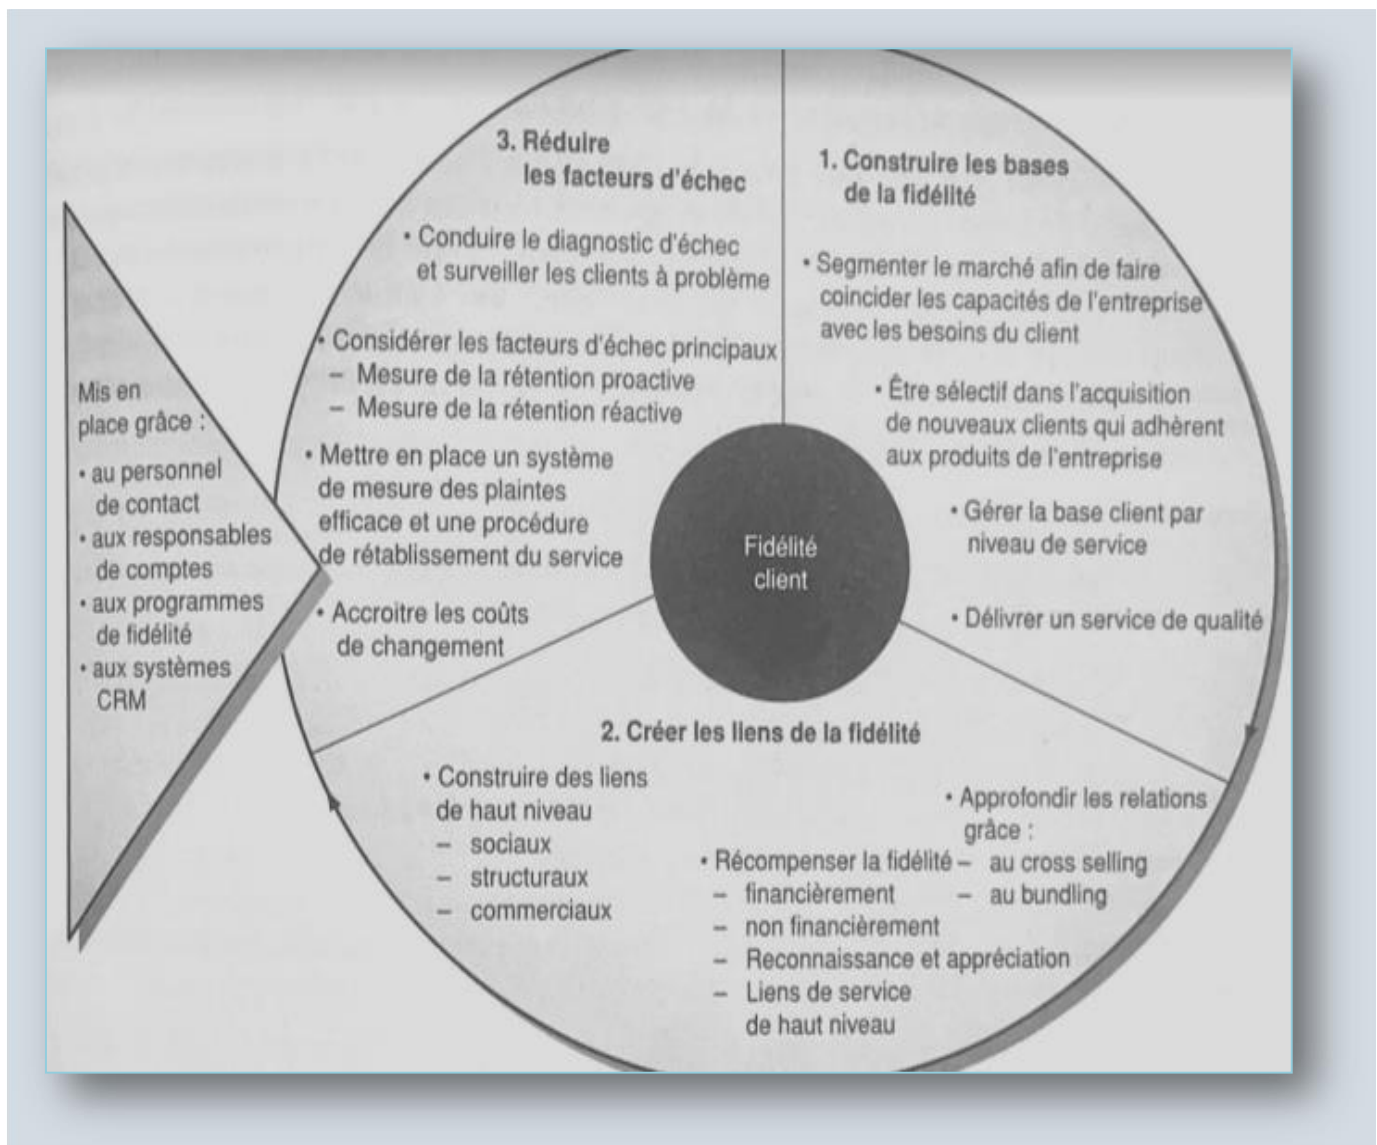 3. Réduire
les facteurs d'échec
• Conduire le diagnostic d'échec
et surveiller les clients à problème
• Considérer les facteurs d'échec principaux
– Mesure de la rétention proactive
– Mesure de la rétention réactive
• Mettre en place un système
de mesure des plaintes
efficace et une procédure
de rétablissement du service
• Accroitre les coûts
de changement
1. Construire les bases
de la fidélité
• Segmenter le marché afin de faire
coincider les capacités de l'entreprise
avec les besoins du client
• Être sélectif dans l'acquisition
de nouveaux clients qui adhèrent
aux produits de l'entreprise
• Gérer la base client par
niveau de service
• Délivrer un service de qualité
Mis en
place grâce :
• au personnel
de contact
• aux responsables
de comptes
• aux programmes
de fidélité
• aux systèmes
CRM
Fidélité
client
2. Créer les liens de la fidélité
• Construire des liens
de haut niveau
– sociaux
– structuraux
– commerciaux
• Récompenser la fidélité
– financièrement
– non financièrement
– Reconnaissance et appréciation
– Liens de service
de haut niveau
• Approfondir les relations
grâce :
– au cross selling
– au bundling